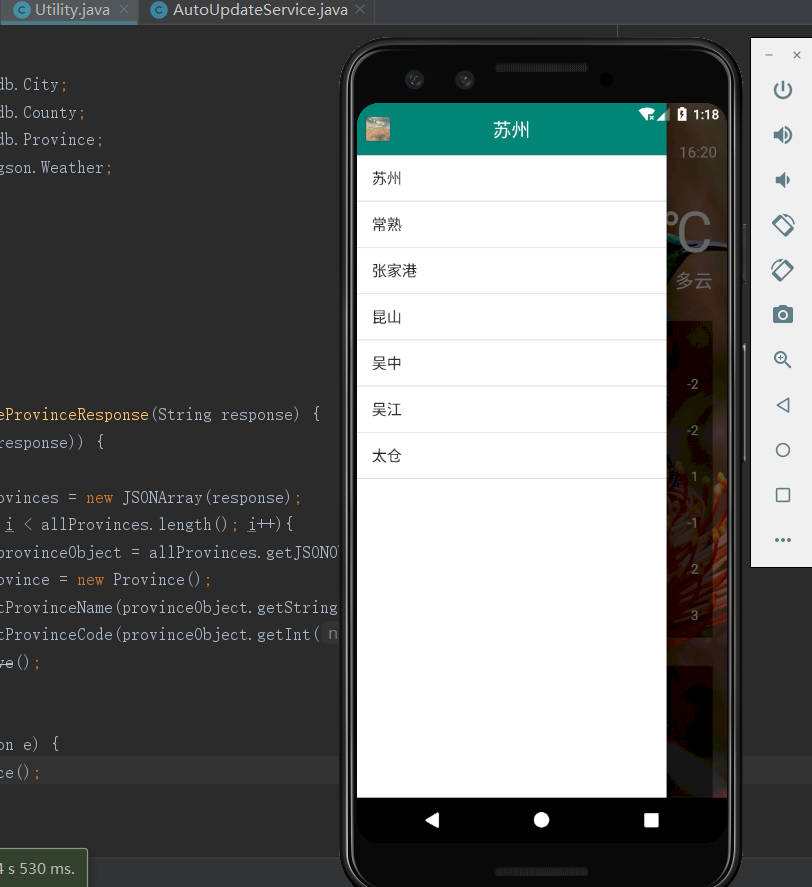 Utility.java
AutoUpdateService.java
db.City;
db.County;
db.Province;
gson.Weather;
eProvinceResponse(String response) {
response)) {
ovinces = new JSONArray(response);
i < allProvinces.length(); i++){
provinceObject = allProvinces.getJSONO
ovince = new Province();
tProvinceName(provinceObject.getString
tProvinceCode(provinceObject.getInt( n
ve();
on e) {
ce();
4 s 530 ms.
1:18
苏州
16:20
苏州
常熟
张家港
昆山
吴中
吴江
太仓
℃
多云
-2
-2
1
-1
2
3